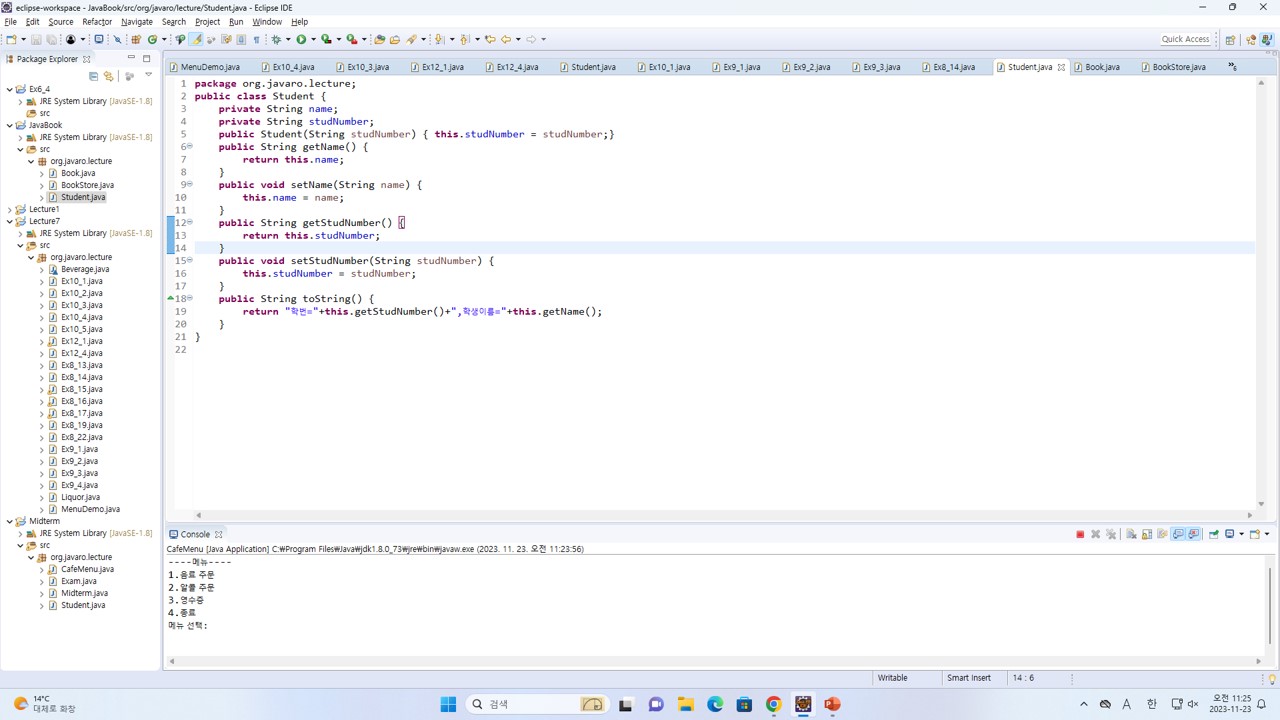 eclipse-workspace - JavaBook/src/org/javaro/lecture/Student.java - Eclipse IDE
File Edit Source Refactor Navigate Search Project Run Window Help
Quick Access
Package Explorer
MenuDemo.java Ex10_4.java Ex10_3.java Ex12_1.java Ex12_4.java Student.java Ex10_1.java Ex9_1.java Ex9_2.java Ex9_3.java Ex8_14.java Student.java Book.java BookStore.java »5
Ex6_4
JRE System Library [JavaSE-1.8]
src
JavaBook
JRE System Library [JavaSE-1.8]
src
org.javaro.lecture
Book.java
BookStore.java
Student.java
Lecture1
Lecture7
JRE System Library [JavaSE-1.8]
src
org.javaro.lecture
Beverage.java
Ex10_1.java
Ex10_2.java
Ex10_3.java
Ex10_4.java
Ex10_5.java
Ex12_1.java
Ex12_4.java
Ex8_13.java
Ex8_14.java
Ex8_15.java
Ex8_16.java
Ex8_17.java
Ex8_19.java
Ex8_22.java
Ex9_1.java
Ex9_2.java
Ex9_3.java
Ex9_4.java
Liquor.java
MenuDemo.java
Midterm
JRE System Library [JavaSE-1.8]
src
org.javaro.lecture
CafeMenu.java
Exam.java
Midterm.java
Student.java
1 package org.javaro.lecture;
2 public class Student {
3 private String name;
4 private String studNumber;
5 public Student(String studNumber) { this.studNumber = studNumber;}
6 public String getName() {
7 return this.name;
8 }
9 public void setName(String name) {
10 this.name = name;
11 }
12 public String getStudNumber() {
13 return this.studNumber;
14 }
15 public void setStudNumber(String studNumber) {
16 this.studNumber = studNumber;
17 }
18 public String toString() {
19 return "학번="+this.getStudNumber()+",학생이름="+this.getName();
20 }
21 }
22
Console
CafeMenu [Java Application] C:₩Program Files₩Java₩jdk1.8.0_73₩jre₩bin₩javaw.exe (2023. 11. 23. 오전 11:23:56)
----메뉴----
1.음료 주문
2.알콜 주문
3.영수증
4.종료
메뉴 선택:
Writable Smart Insert 14 : 6
14°C
대체로 화창
검색
A 한
오전 11:25
2023-11-23